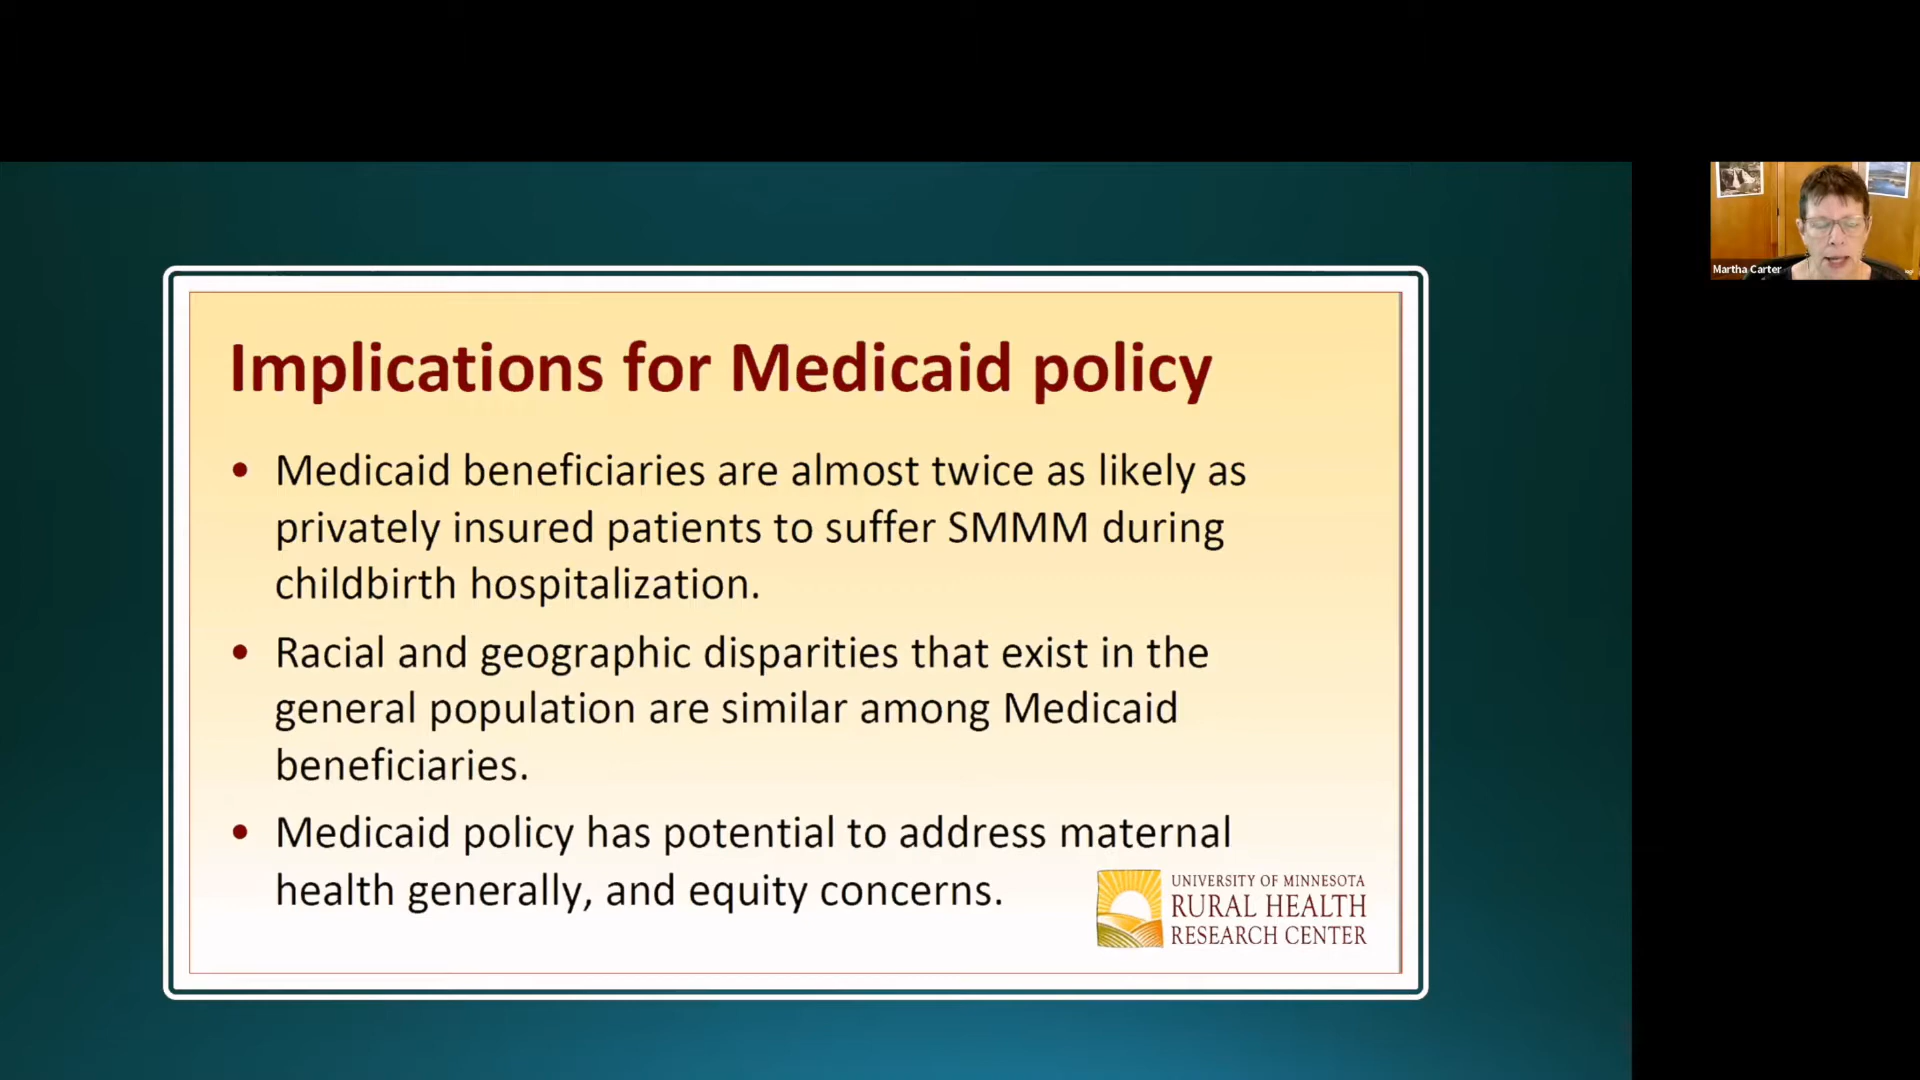 Implications for Medicaid policy
• Medicaid beneficiaries are almost twice as likely as
privately insured patients to suffer SMMM during
childbirth hospitalization.
• Racial and geographic disparities that exist in the
general population are similar among Medicaid
beneficiaries.
• Medicaid policy has potential to address maternal
health generally, and equity concerns.
UNIVERSITY OF MINNESOTA
RURAL HEALTH
RESEARCH CENTER
Martha Carter